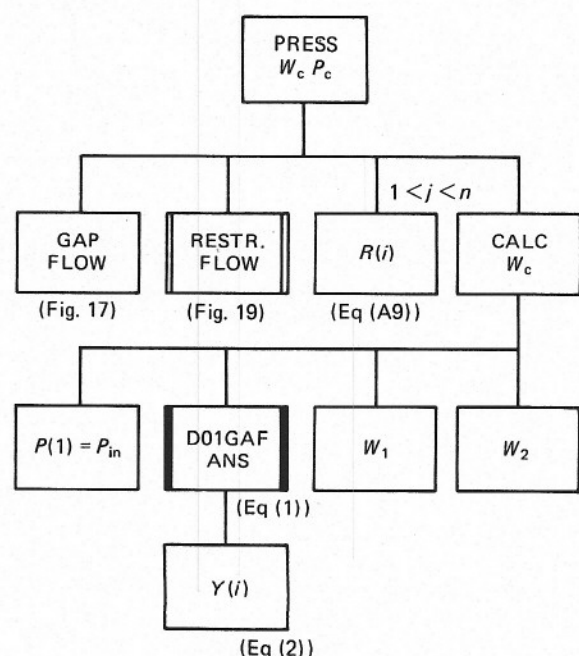 PRESS
W_c P_c
1 < j < n
GAP
FLOW
RESTR.
FLOW
R(i)
CALC
W_c
(Fig. 17)
(Fig. 19)
(Eq (A9))
P(1) = P_in
D01GAF
ANS
W_1
W_2
(Eq (1))
Y(i)
(Eq (2))